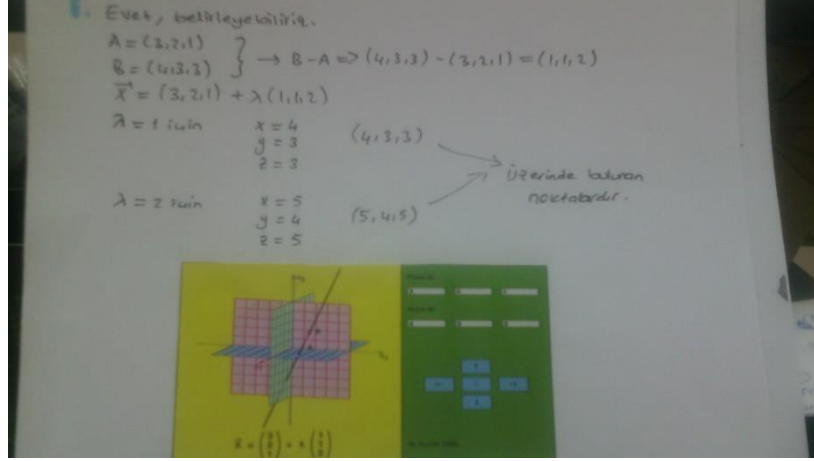 Evet, belirleyebiliriz.
A = (3,2,1)
B = (4,3,3) } → B-A => (4,3,3) - (3,2,1) = (1,1,2)
x⃗ = (3,2,1) + λ(1,1,2)
λ = 1 için x = 4 (4,3,3)
y = 3
z = 3
Üzerinde bulunan
noktalardır.
λ = 2 için x = 5 (5,4,5)
y = 4
z = 5